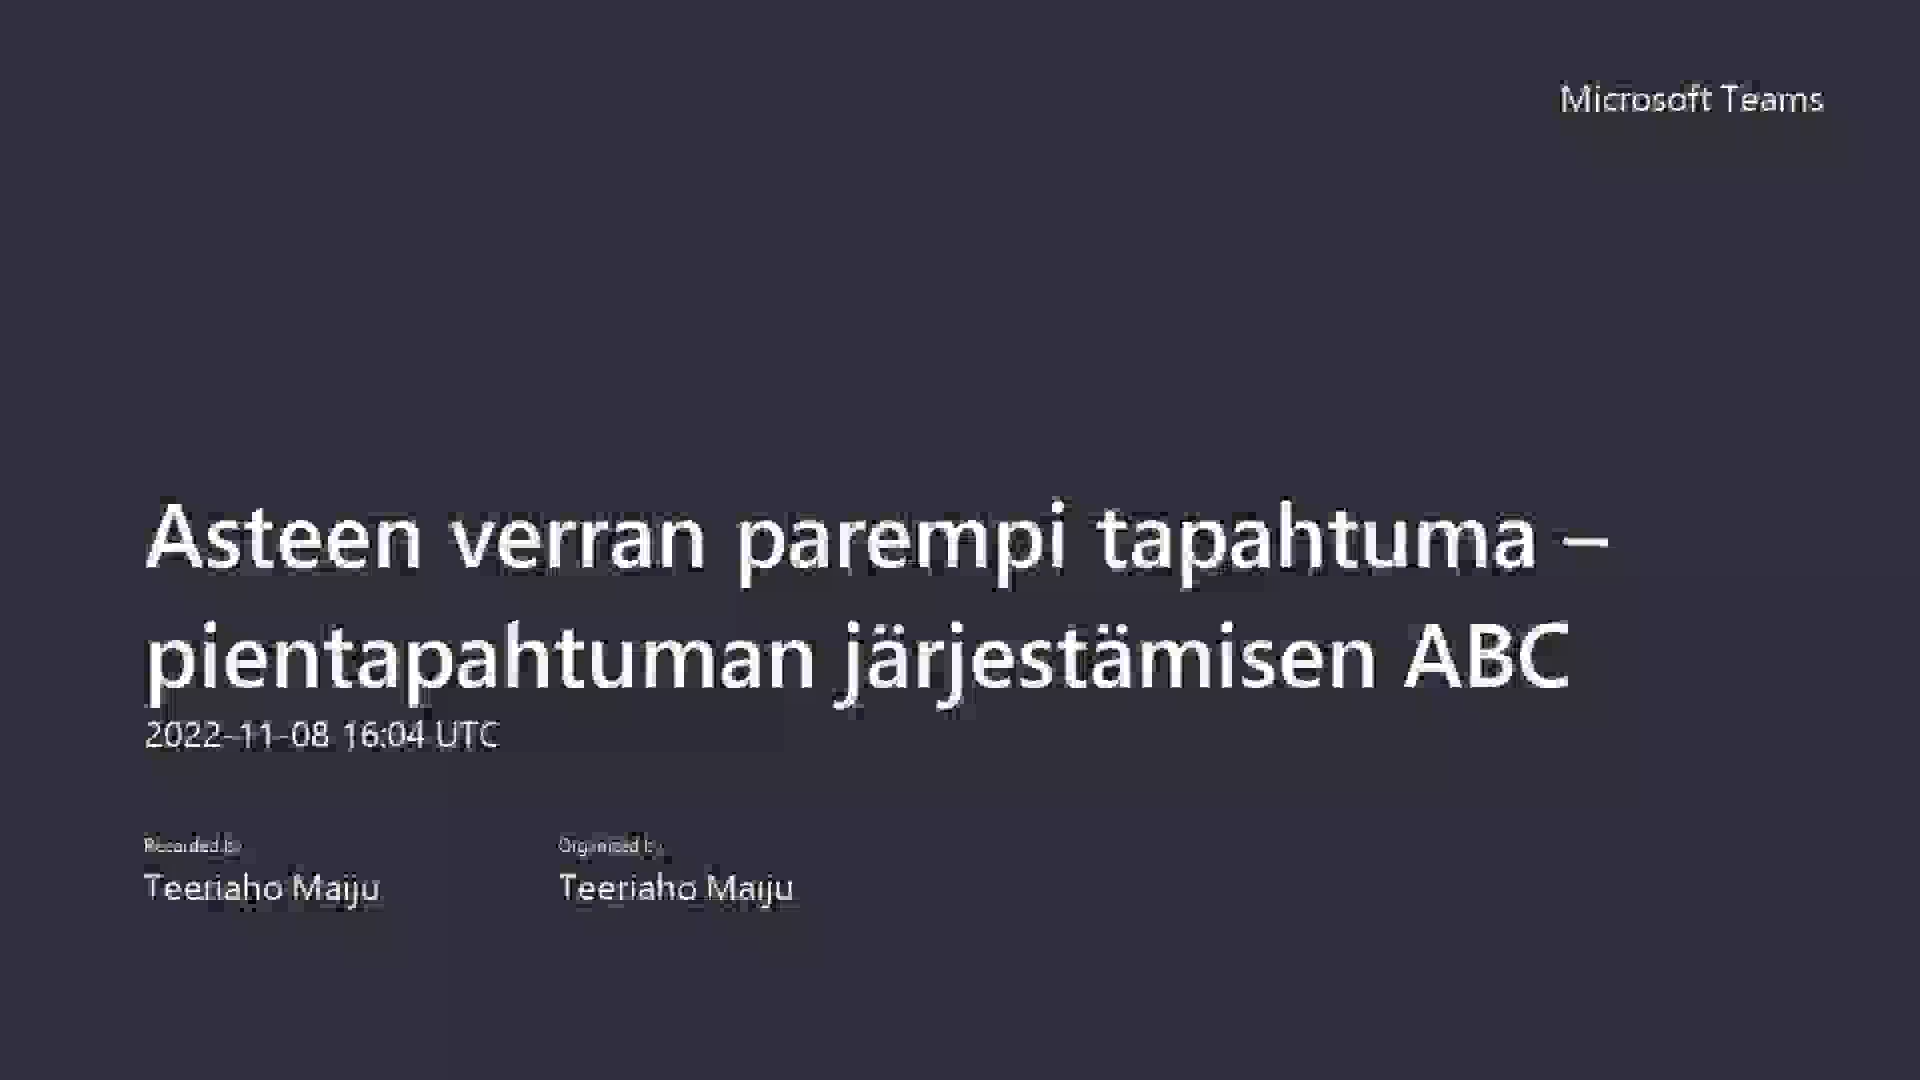 Microsoft Teams
Asteen verran parempi tapahtuma –
pientapahtuman järjestämisen ABC
2022-11-08 16:04 UTC
Recorded by
Organized by
Teeriaho Maiju
Teeriaho Maiju